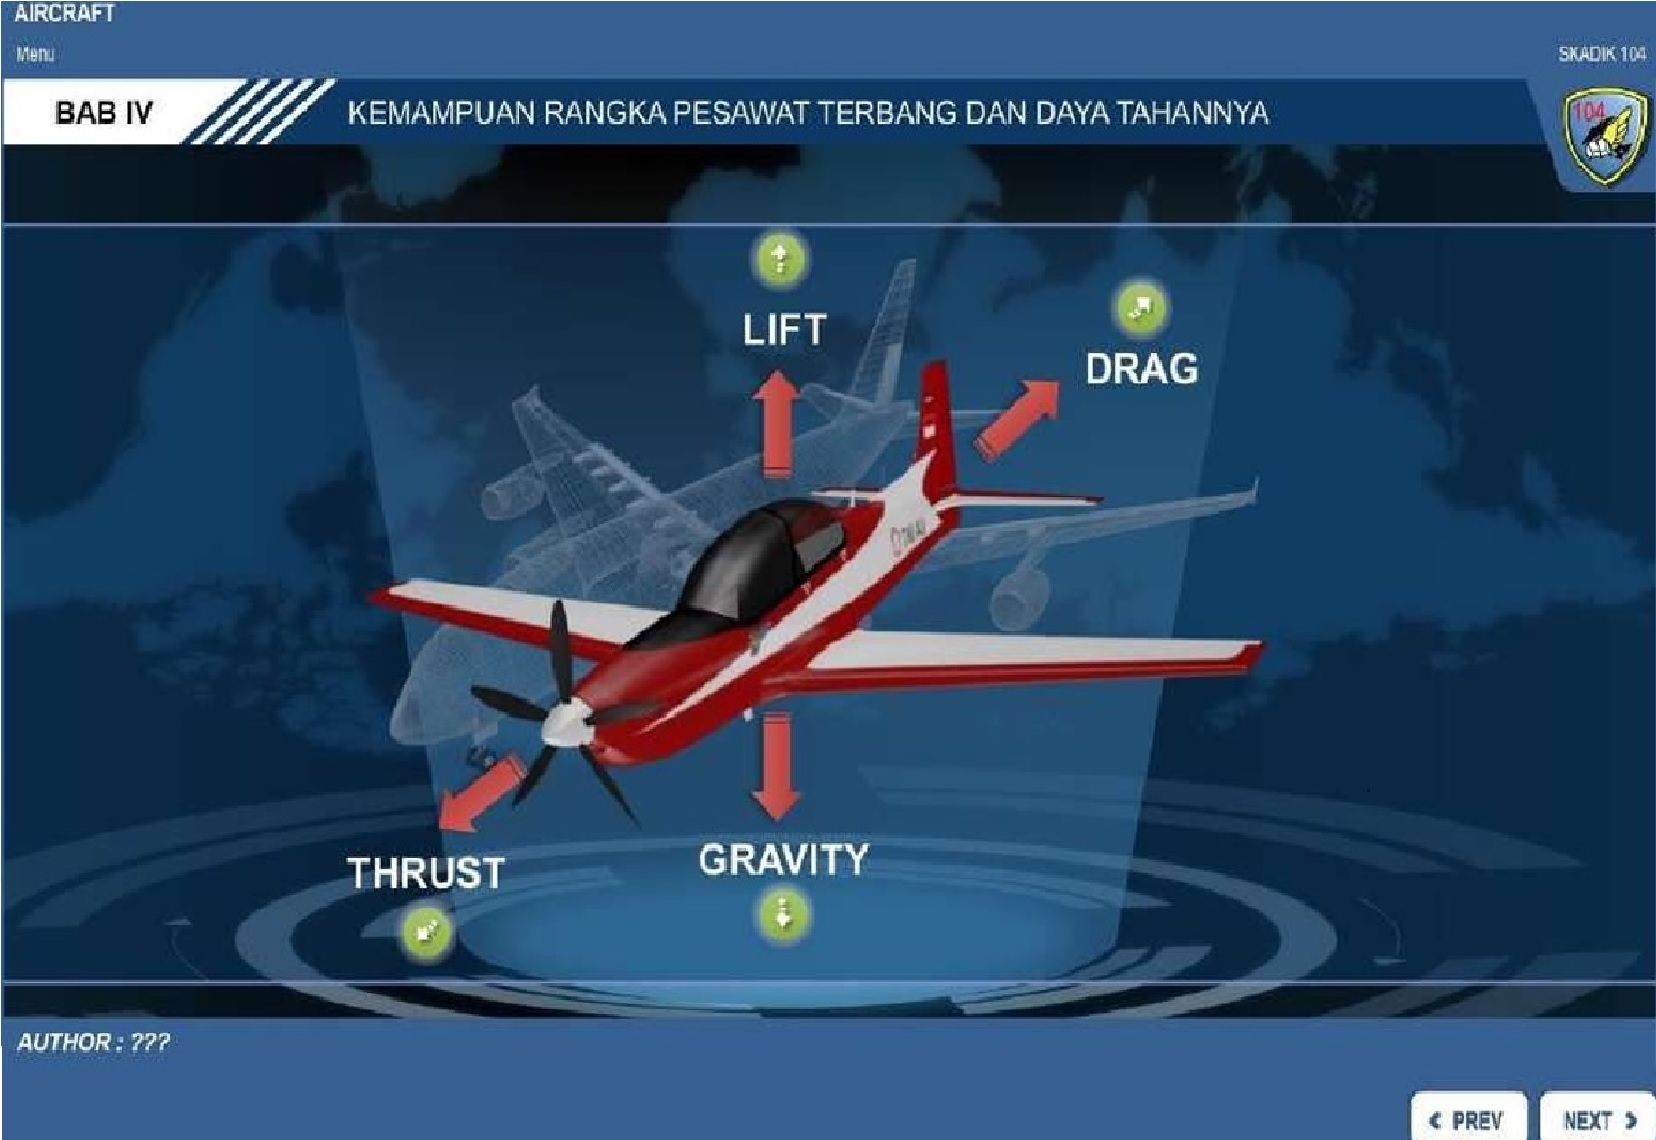 AIRCRAFT
Menu
SKADIK 104
BAB IV
KEMAMPUAN RANGKA PESAWAT TERBANG DAN DAYA TAHANNYA
104
LIFT
DRAG
THRUST
GRAVITY
AUTHOR : ???
PREV
NEXT